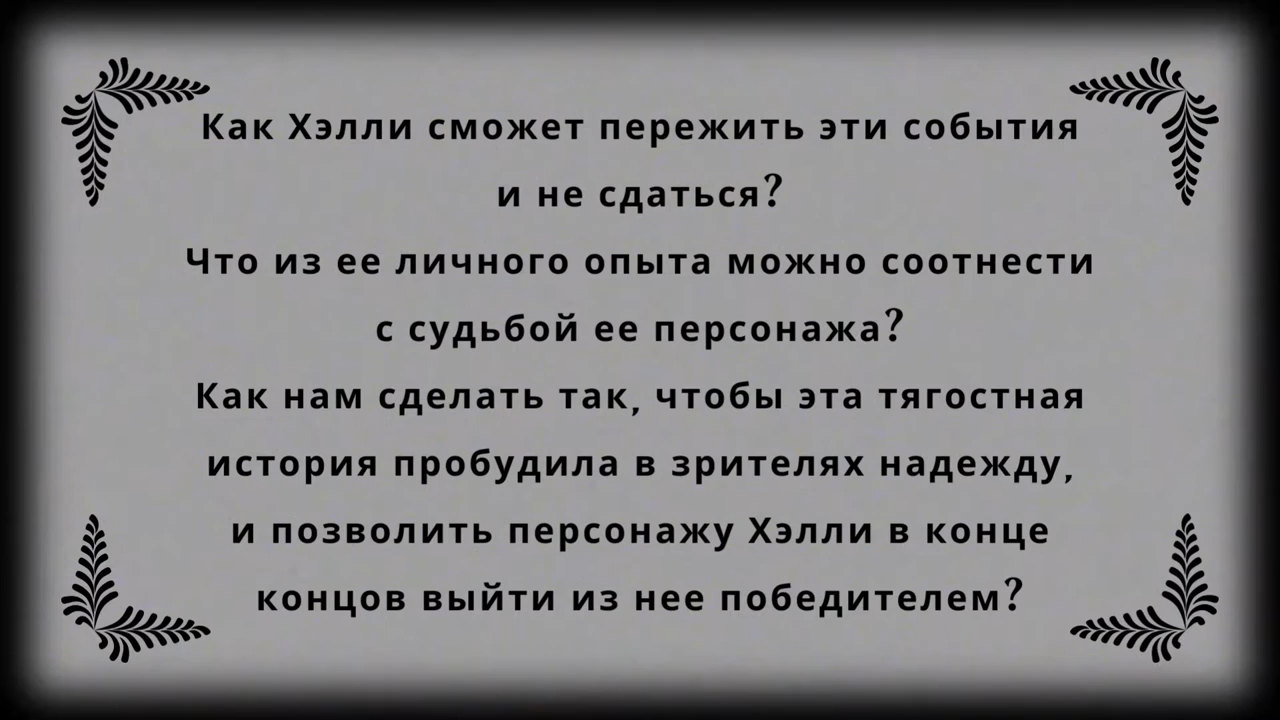 Как Хэлли сможет пережить эти события
и не сдаться?
Что из ее личного опыта можно соотнести
с судьбой ее персонажа?
Как нам сделать так, чтобы эта тягостная
история пробудила в зрителях надежду,
и позволить персонажу Хэлли в конце
концов выйти из нее победителем?